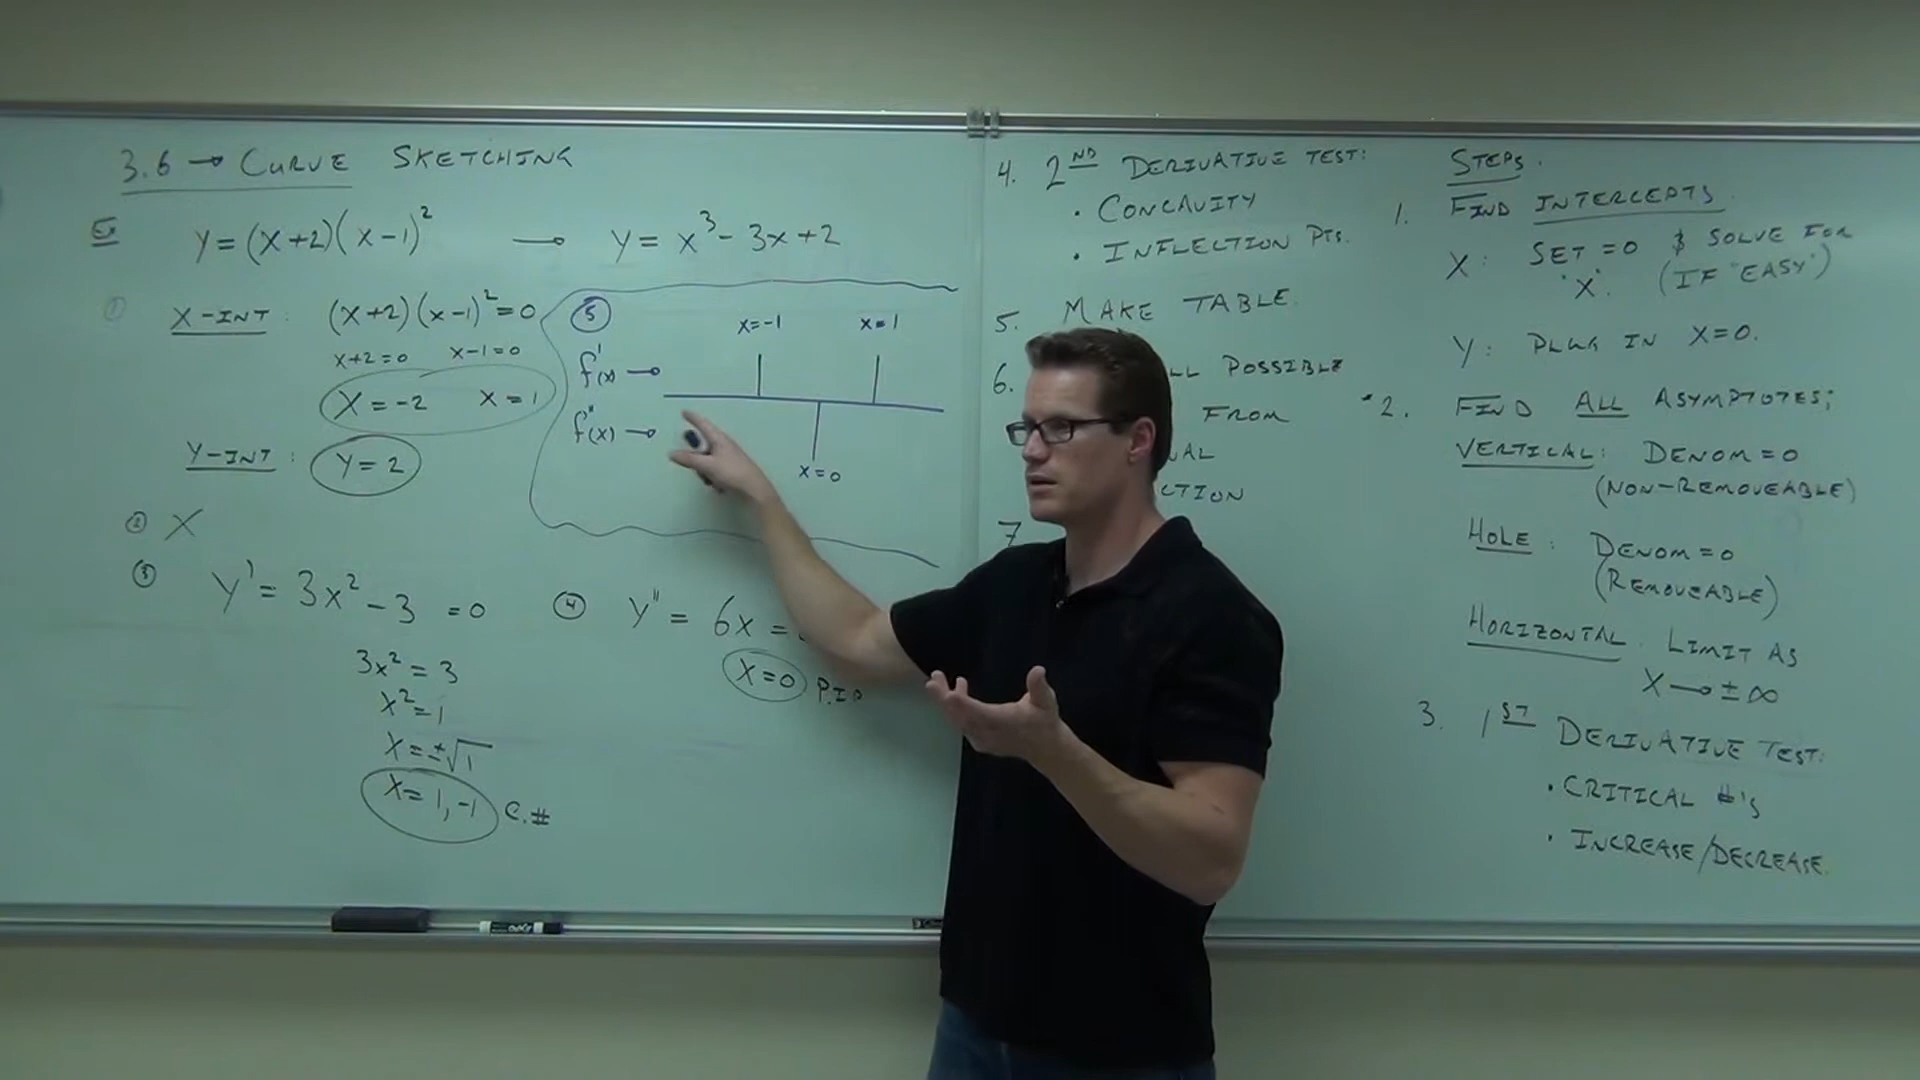 3.6 → CURVE SKETCHING
Ex
y = (x+2)(x-1)² → y = x³ - 3x + 2
①
X-INT: (x+2)(x-1)² = 0
x+2=0 x-1=0
x = -2 x = 1
Y-INT: y = 2
② X
③ y' = 3x² - 3 = 0
3x² = 3
x² = 1
x = ±√1
x = 1, -1 C.#
④ y'' = 6x =
x = 0 P.I.P
⑤
x=-1 x=1
f'(x) →
f''(x) →
x=0
4. 2ND DERIVATIVE TEST:
• CONCAVITY
• INFLECTION PTS.
5. MAKE TABLE.
6. POSSIBLE
FROM
7
STEPS.
1. FIND INTERCEPTS
X: SET = 0 & SOLVE FOR
"X". (IF "EASY")
Y: PLUG IN X=0.
2. FIND ALL ASYMPTOTES;
VERTICAL: DENOM = 0
(NON-REMOVEABLE)
HOLE: DENOM = 0
(REMOVEABLE)
HORIZONTAL. LIMIT AS
X → ± ∞
3. 1ST DERIVATIVE TEST:
• CRITICAL #'S
• INCREASE/DECREASE.